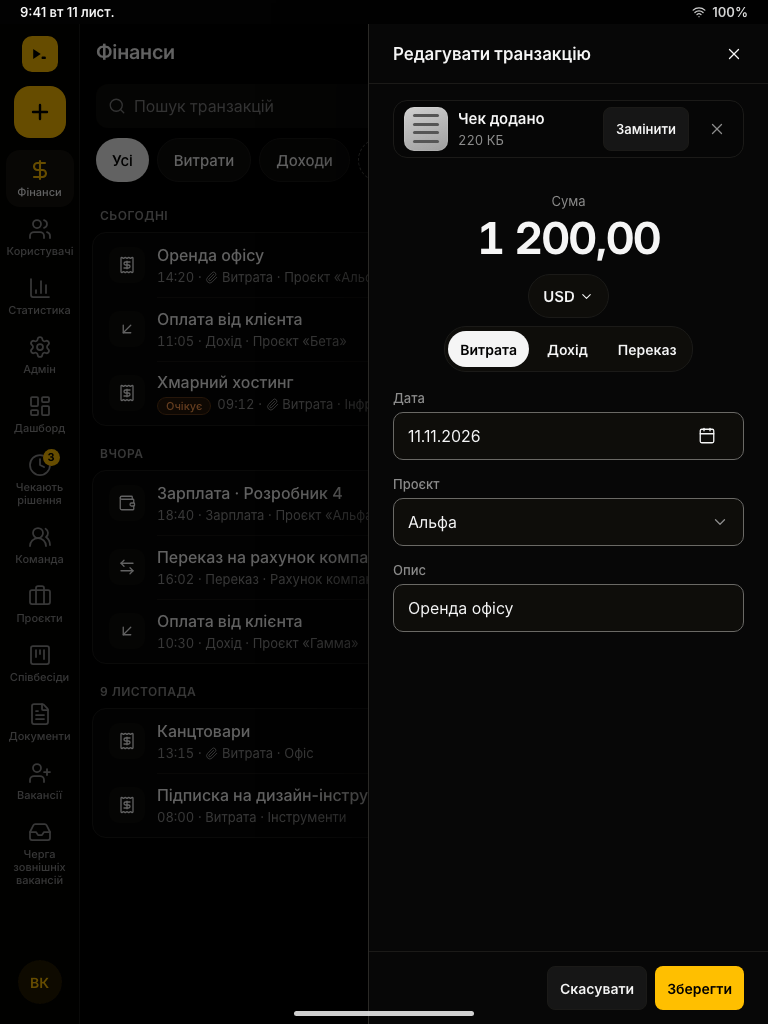 9:41 вт 11 лист.
100%
Фінанси
Користувачі
Статистика
Адмін
Дашборд
3
Чекають
рішення
Команда
Проєкти
Співбесіди
Документи
Вакансії
Черга
зовнішніх
вакансій
ВК
Фінанси
Пошук транзакцій
Усі
Витрати
Доходи
СЬОГОДНІ
Оренда офісу
14:20 · Витрата · Проєкт «Альф
Оплата від клієнта
11:05 · Дохід · Проєкт «Бета»
Хмарний хостинг
Очікує 09:12 · Витрата · Інфр
ВЧОРА
Зарплата · Розробник 4
18:40 · Зарплата · Проєкт «Альфа
Переказ на рахунок компа
16:02 · Переказ · Рахунок компан
Оплата від клієнта
10:30 · Дохід · Проєкт «Гамма»
9 ЛИСТОПАДА
Канцтовари
13:15 · Витрата · Офіс
Підписка на дизайн-інстру
08:00 · Витрата · Інструменти
Редагувати транзакцію
Чек додано
220 КБ
Замінити
Сума
1 200,00
USD
Витрата
Дохід
Переказ
Дата
11.11.2026
Проєкт
Альфа
Опис
Оренда офісу
Скасувати
Зберегти